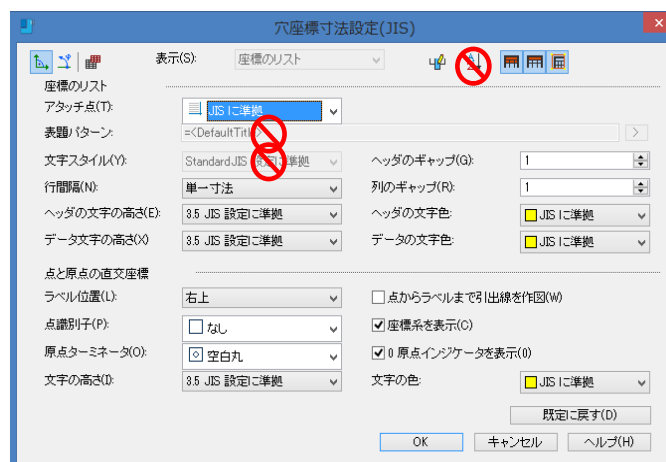 穴座標寸法設定(JIS)
表示(S): 座標のリスト
座標のリスト
アタッチ点(T): JIS に準拠
表題パターン: =<DefaultTitle>
文字スタイル(Y): StandardJIS 準拠 ヘッダのギャップ(G): 1
行間隔(N): 単一寸法 列のギャップ(R): 1
ヘッダの文字の高さ(E): 3.5 JIS 設定に準拠 ヘッダの文字色: JIS に準拠
データ文字の高さ(X) 3.5 JIS 設定に準拠 データの文字色: JIS に準拠
点と原点の直交座標
ラベル位置(L): 右上 点からラベルまで引出線を作図(W)
点識別子(P): なし 座標系を表示(C)
原点ターミネータ(O): 空白丸 0 原点インジケータを表示(0)
文字の高さ(I): 3.5 JIS 設定に準拠 文字の色: JIS に準拠
既定に戻す(D)
OK キャンセル ヘルプ(H)